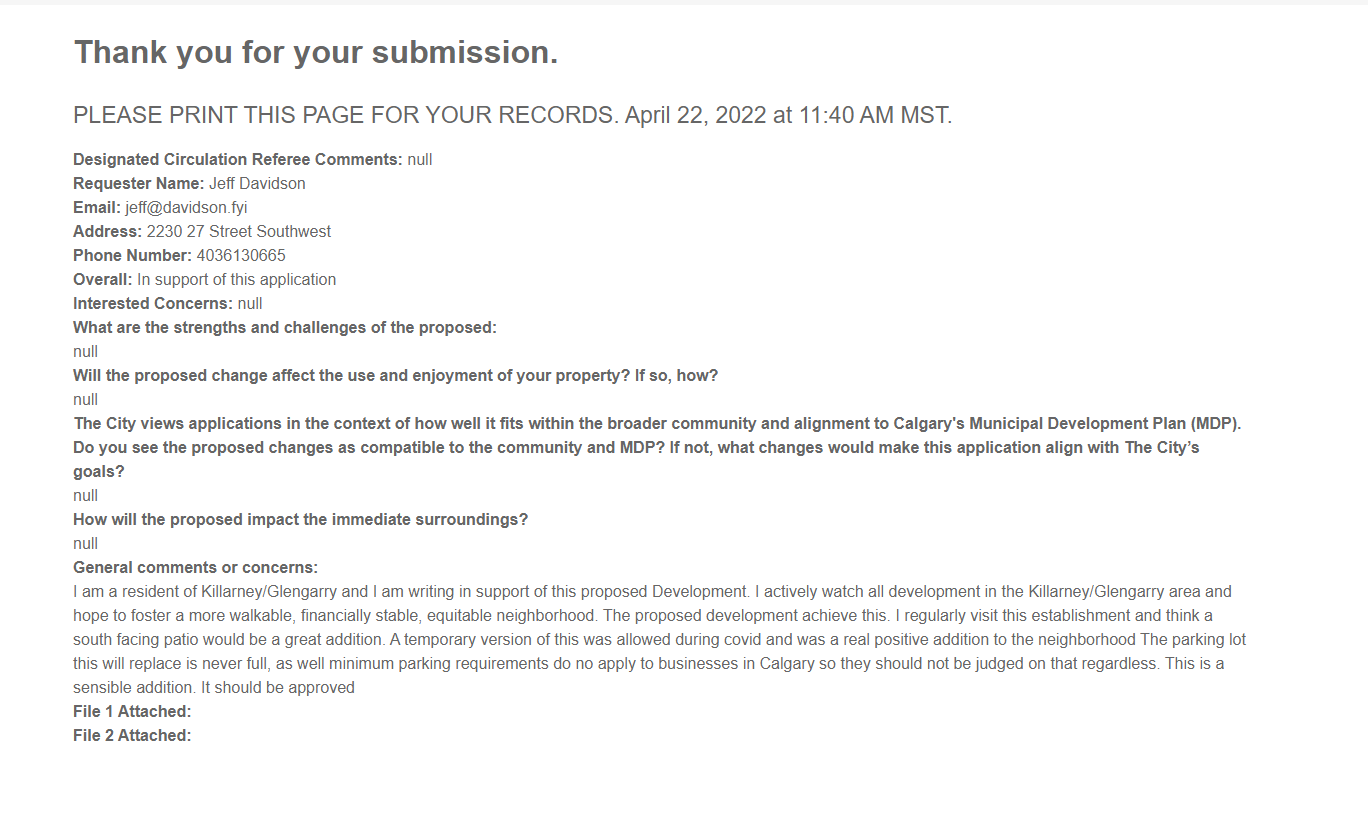 Thank you for your submission.
PLEASE PRINT THIS PAGE FOR YOUR RECORDS. April 22, 2022 at 11:40 AM MST.
Designated Circulation Referee Comments: null
Requester Name: Jeff Davidson
Email: jeff@davidson.fyi
Address: 2230 27 Street Southwest
Phone Number: 4036130665
Overall: In support of this application
Interested Concerns: null
What are the strengths and challenges of the proposed:
null
Will the proposed change affect the use and enjoyment of your property? If so, how?
null
The City views applications in the context of how well it fits within the broader community and alignment to Calgary's Municipal Development Plan (MDP).
Do you see the proposed changes as compatible to the community and MDP? If not, what changes would make this application align with The City’s
goals?
null
How will the proposed impact the immediate surroundings?
null
General comments or concerns:
I am a resident of Killarney/Glengarry and I am writing in support of this proposed Development. I actively watch all development in the Killarney/Glengarry area and
hope to foster a more walkable, financially stable, equitable neighborhood. The proposed development achieve this. I regularly visit this establishment and think a
south facing patio would be a great addition. A temporary version of this was allowed during covid and was a real positive addition to the neighborhood The parking lot
this will replace is never full, as well minimum parking requirements do no apply to businesses in Calgary so they should not be judged on that regardless. This is a
sensible addition. It should be approved
File 1 Attached:
File 2 Attached: